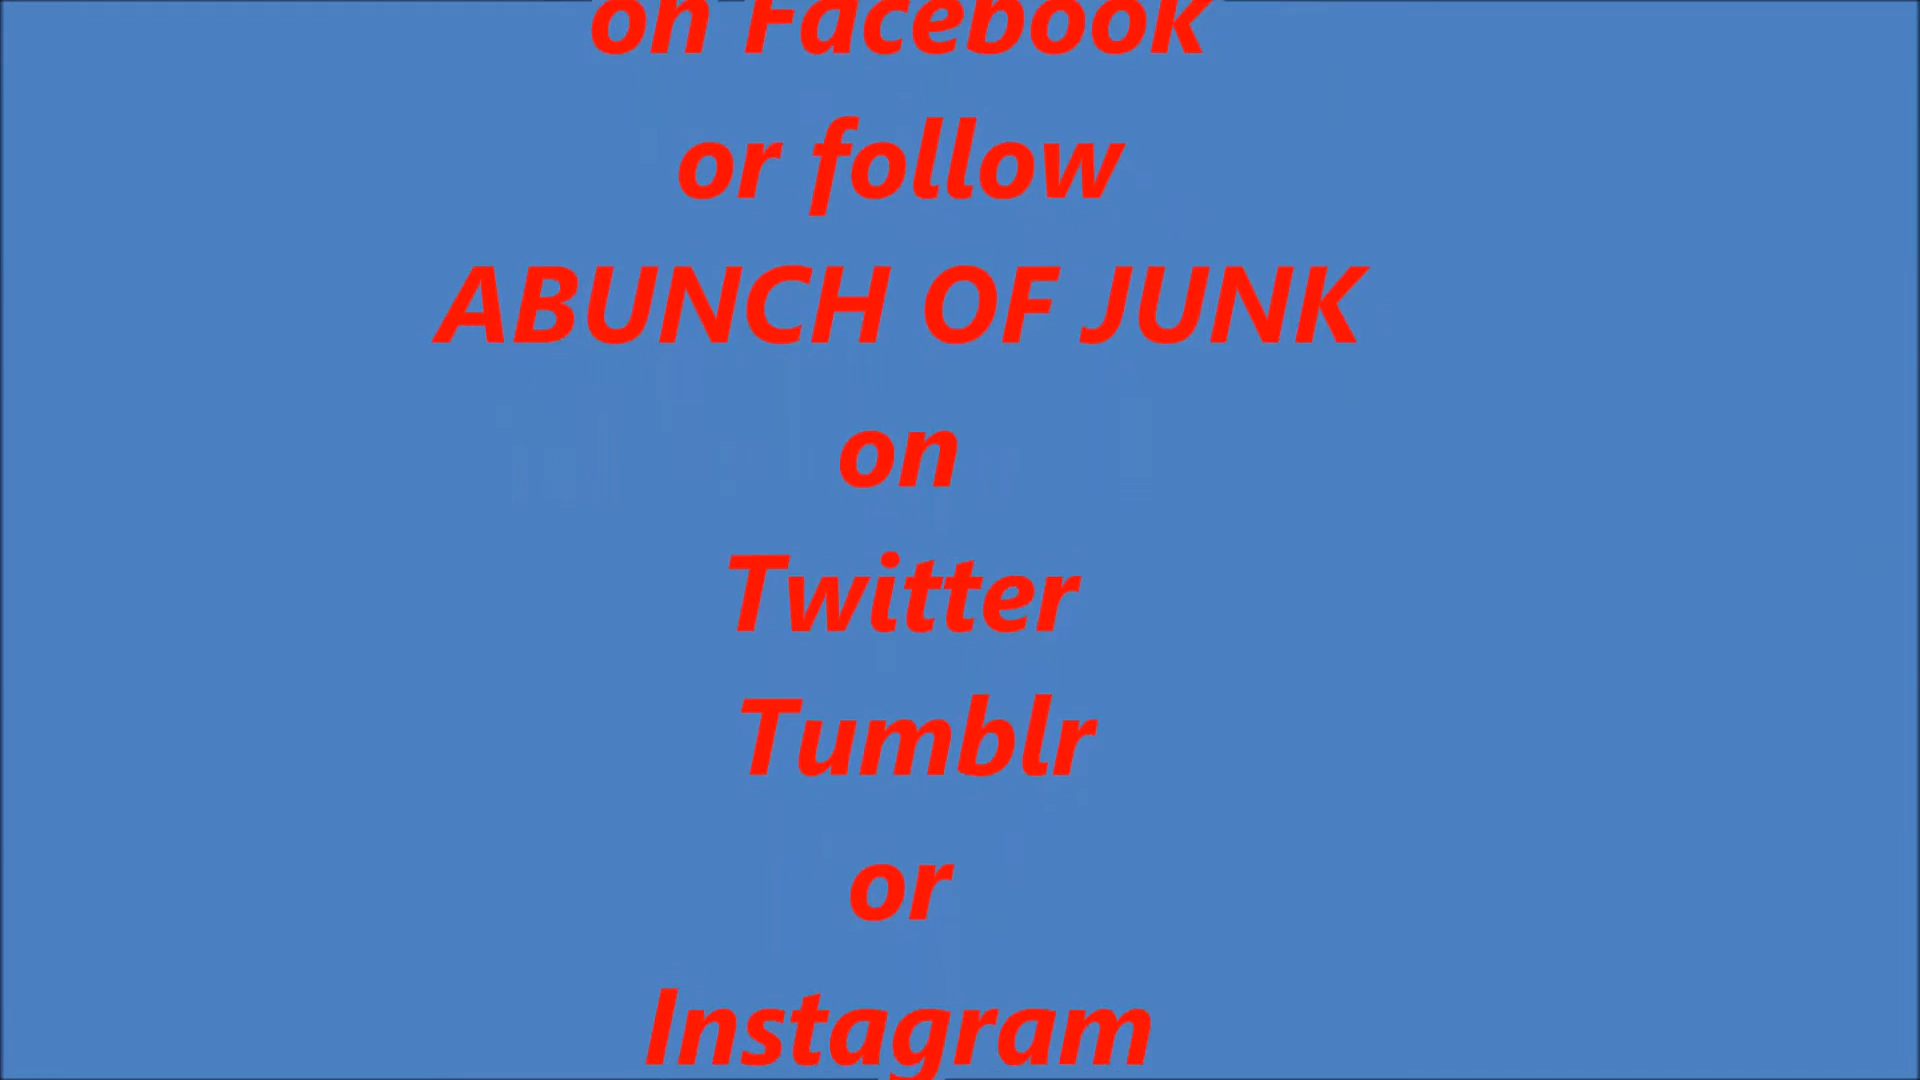 on Facebook
or follow
ABUNCH OF JUNK
on
Twitter
Tumblr
or
Instagram